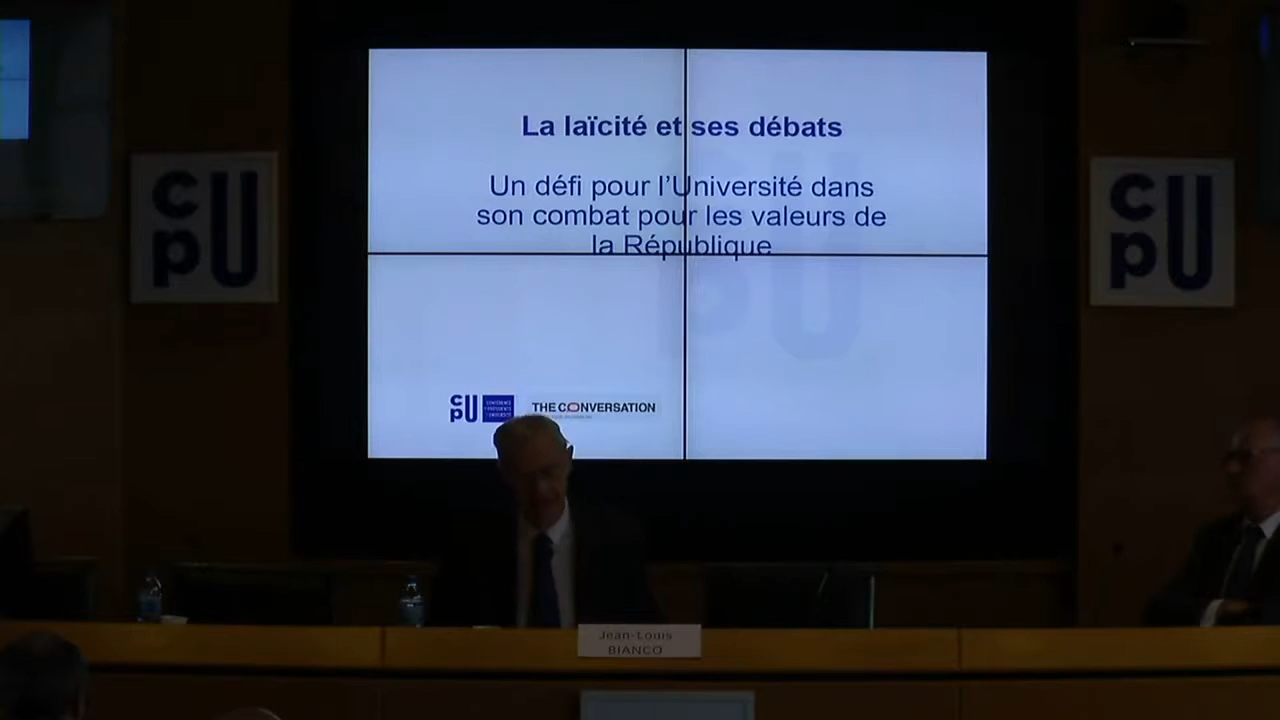 La laïcité et ses débats
Un défi pour l'Université dans
son combat pour les valeurs de
la République
cpU
cpU
cpU
THE CONVERSATION
Jean-Louis
BIANCO